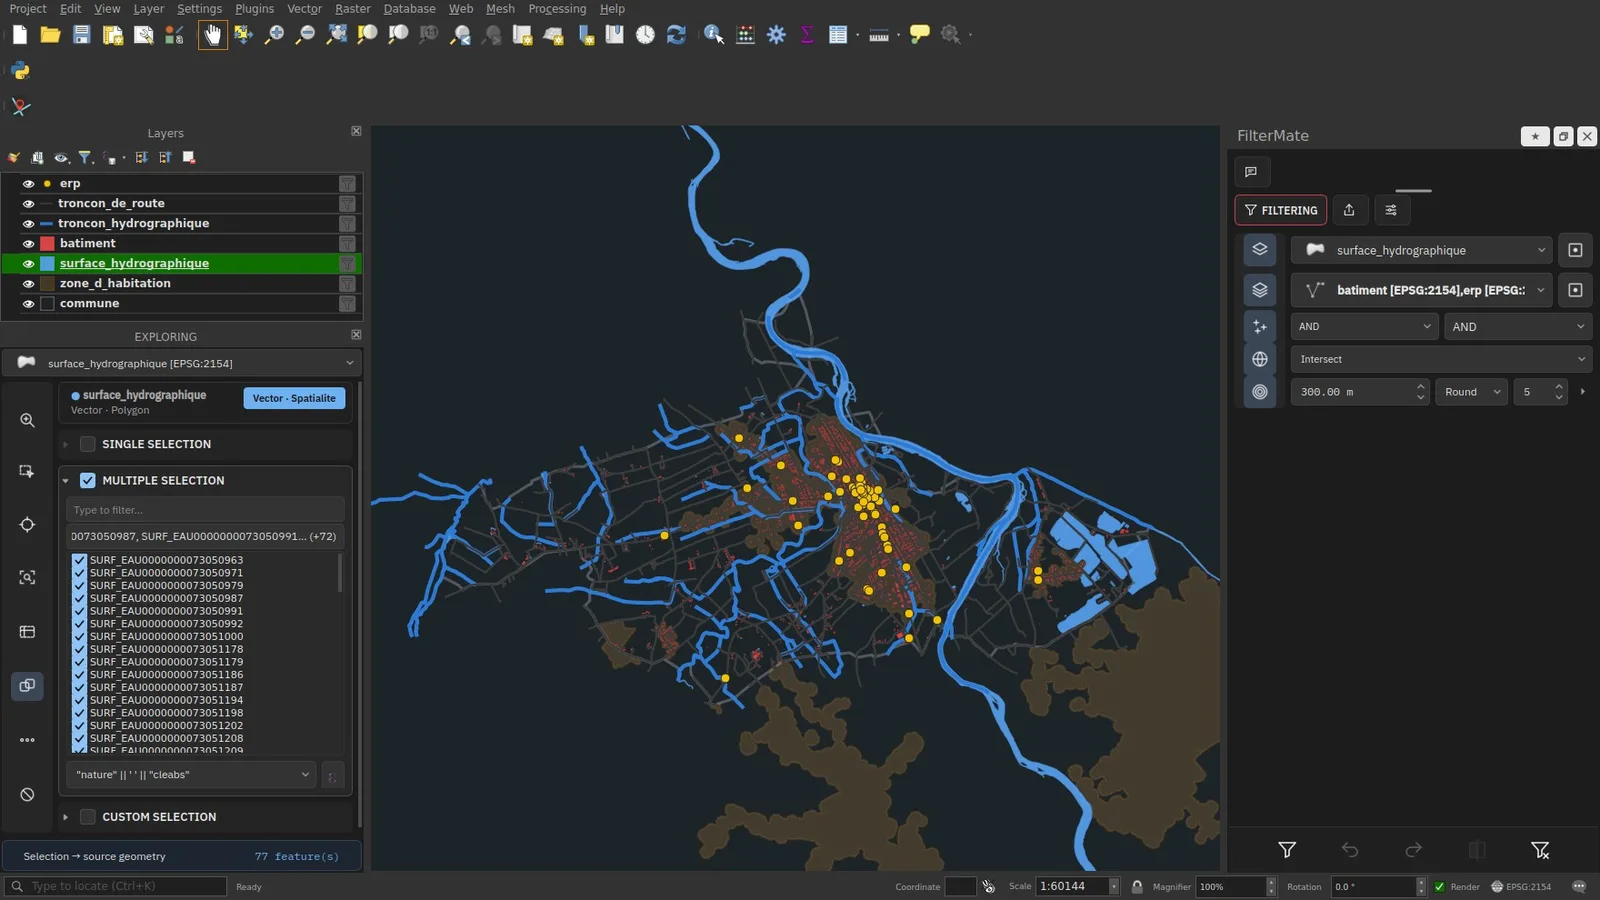 Project Edit View Layer Settings Plugins Vector Raster Database Web Mesh Processing Help
Layers
erp
troncon_de_route
troncon_hydrographique
batiment
surface_hydrographique
zone_d_habitation
commune
EXPLORING
surface_hydrographique [EPSG:2154]
surface_hydrographique
Vector · Polygon
Vector · Spatialite
SINGLE SELECTION
MULTIPLE SELECTION
Type to filter...
0073050987, SURF_EAU0000000073050991... (+72)
SURF_EAU0000000073050963
SURF_EAU0000000073050971
SURF_EAU0000000073050979
SURF_EAU0000000073050987
SURF_EAU0000000073050991
SURF_EAU0000000073050992
SURF_EAU0000000073051000
SURF_EAU0000000073051178
SURF_EAU0000000073051179
SURF_EAU0000000073051186
SURF_EAU0000000073051187
SURF_EAU0000000073051194
SURF_EAU0000000073051198
SURF_EAU0000000073051202
SURF_EAU0000000073051208
SURF_EAU0000000073051209
"nature" || ' ' || "cleabs"
CUSTOM SELECTION
Selection → source geometry 77 feature(s)
FilterMate
FILTERING
surface_hydrographique
batiment [EPSG:2154],erp [EPSG:
AND AND
Intersect
300.00 m Round 5
Type to locate (Ctrl+K) Ready Coordinate Scale 1:60144 Magnifier 100% Rotation 0.0 ° Render EPSG:2154